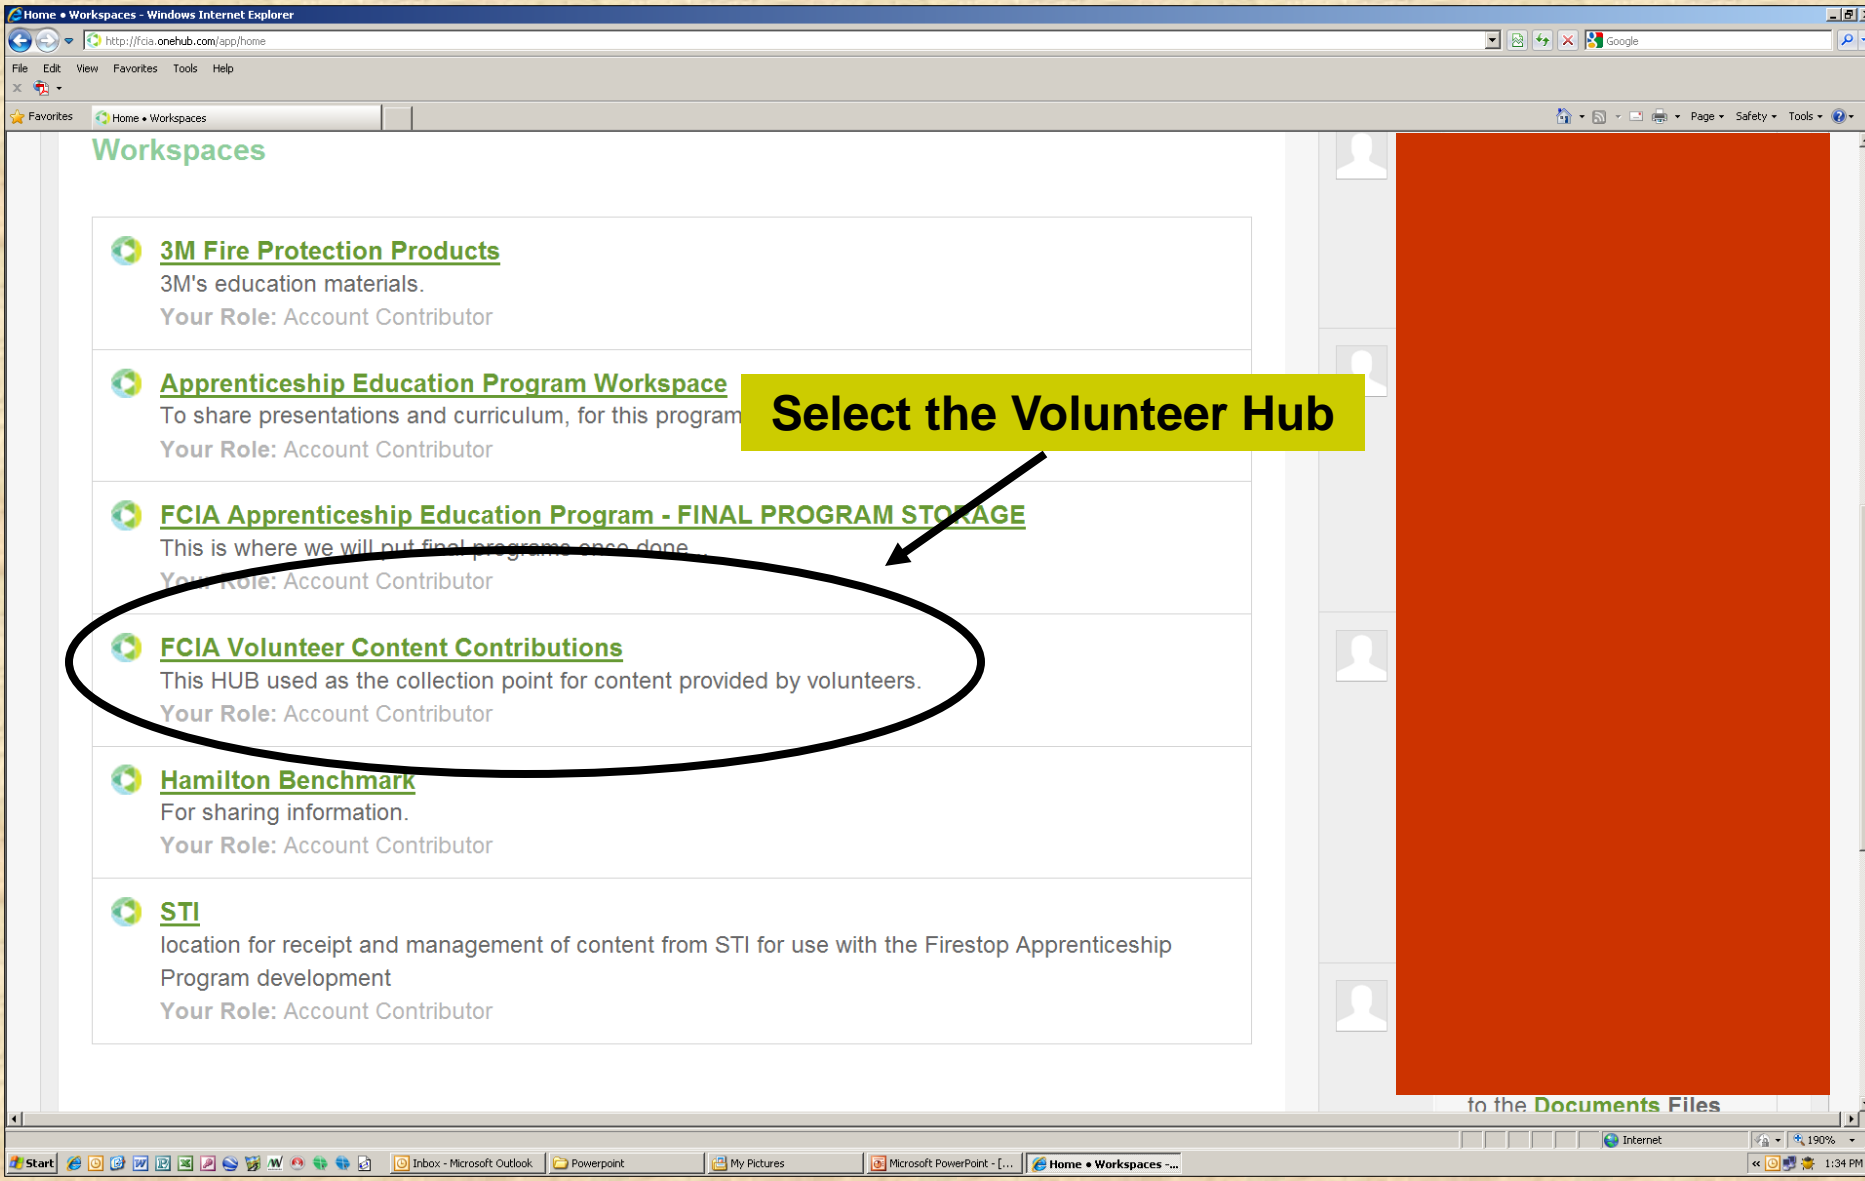 Home • Workspaces - Windows Internet Explorer
http://fcia.onehub.com/app/home
Google
File Edit View Favorites Tools Help
Favorites
Home • Workspaces
Page Safety Tools
Workspaces
3M Fire Protection Products
3M's education materials.
Your Role: Account Contributor
Apprenticeship Education Program Workspace
To share presentations and curriculum, for this program
Your Role: Account Contributor
Select the Volunteer Hub
FCIA Apprenticeship Education Program - FINAL PROGRAM STORAGE
This is where we will put final programs once done...
Your Role: Account Contributor
FCIA Volunteer Content Contributions
This HUB used as the collection point for content provided by volunteers.
Your Role: Account Contributor
Hamilton Benchmark
For sharing information.
Your Role: Account Contributor
STI
location for receipt and management of content from STI for use with the Firestop Apprenticeship
Program development
Your Role: Account Contributor
to the Documents Files
Internet
190%
Start
Inbox - Microsoft Outlook
Powerpoint
My Pictures
Microsoft PowerPoint - [...
Home • Workspaces -...
1:34 PM